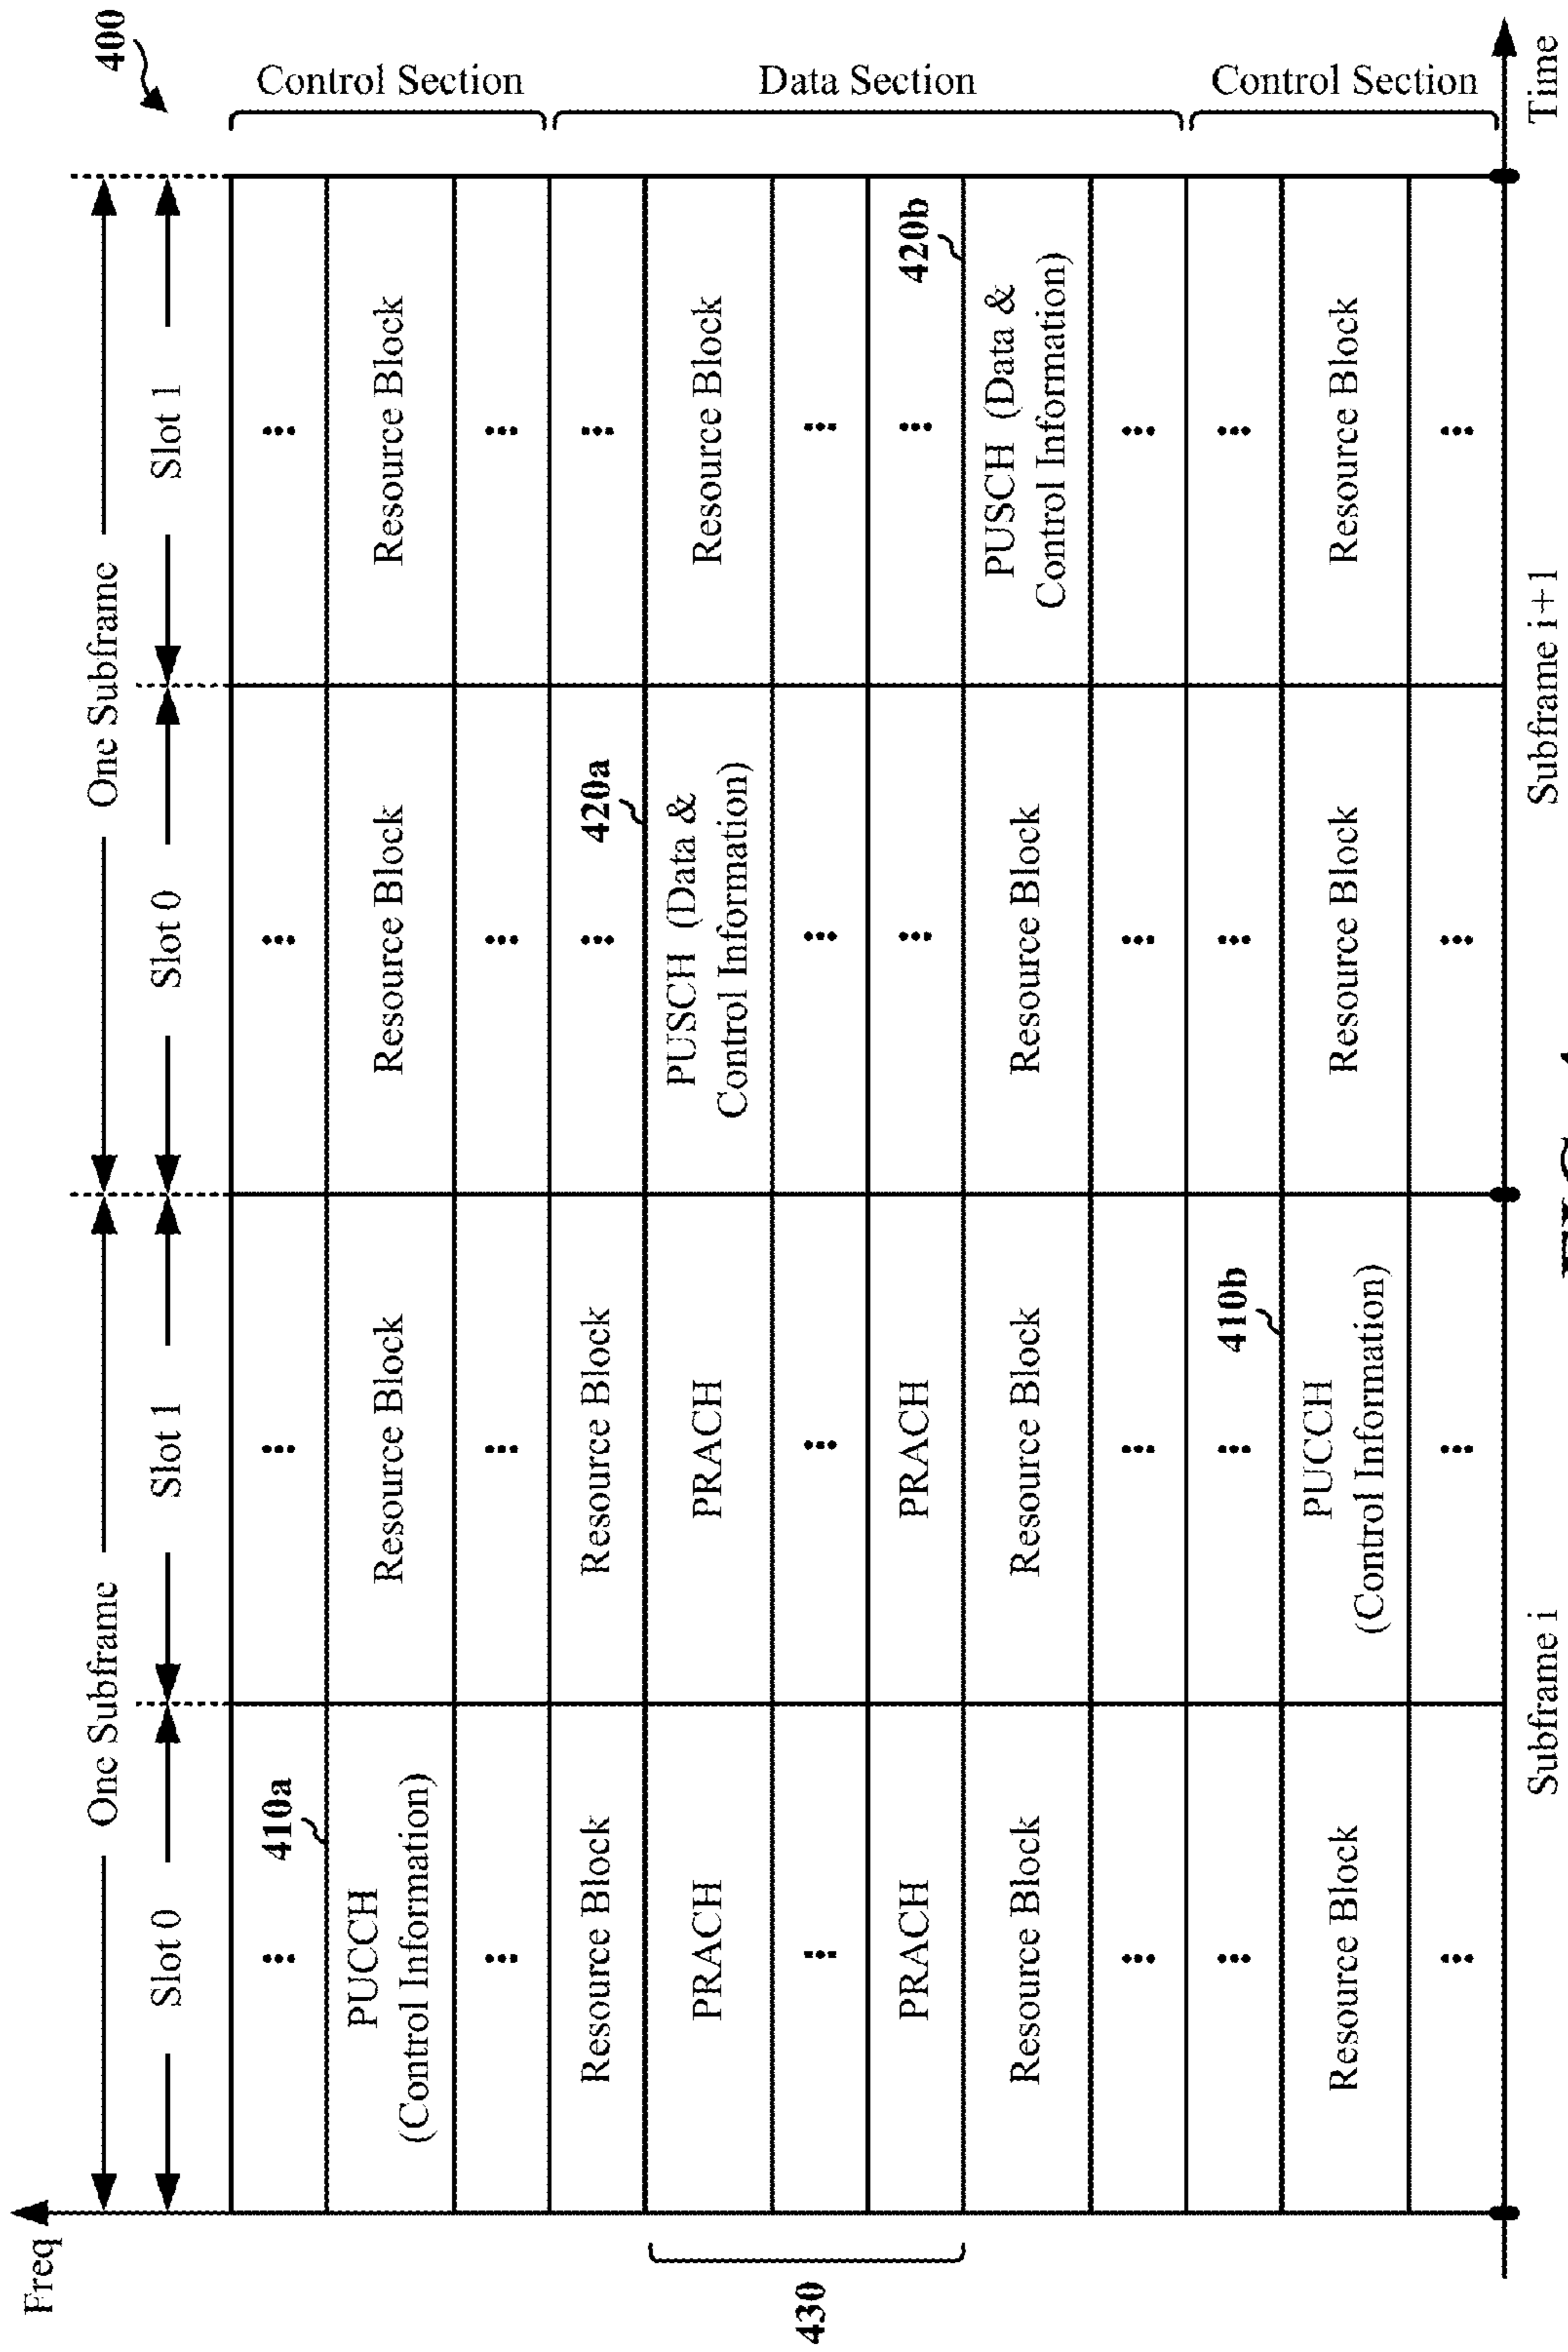 400
Freq
One Subframe
One Subframe
Slot 0
Slot 1
Slot 0
Slot 1
410a
PUCCH
(Control Information)
Resource Block
Resource Block
Resource Block
Control Section
Resource Block
Resource Block
420a
PRACH
PRACH
PUSCH (Data &
Control Information)
Resource Block
430
Data Section
PRACH
PRACH
420b
Resource Block
Resource Block
Resource Block
PUSCH (Data &
Control Information)
410b
Resource Block
PUCCH
(Control Information)
Resource Block
Resource Block
Control Section
Subframe i
Subframe i+1
Time